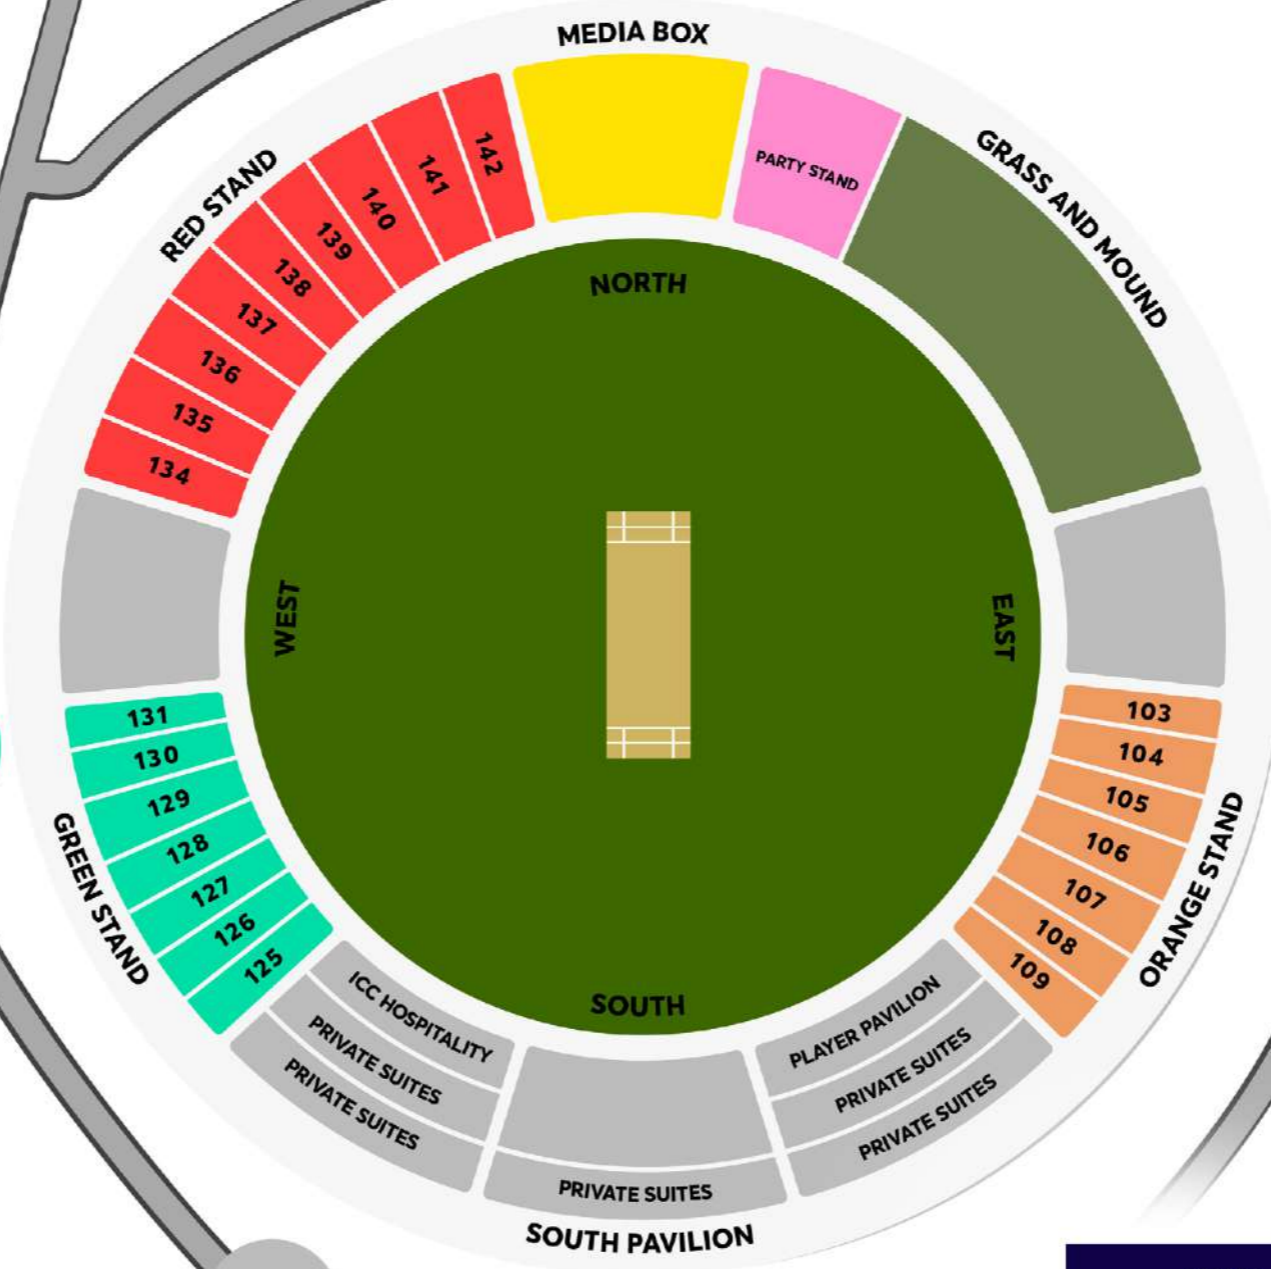 MEDIA BOX
RED STAND
142
141
140
139
138
137
136
135
134
PARTY STAND
GRASS AND MOUND
NORTH
WEST
EAST
SOUTH
131
130
129
128
127
126
125
GREEN STAND
103
104
105
106
107
108
109
ORANGE STAND
ICC HOSPITALITY
PRIVATE SUITES
PRIVATE SUITES
PLAYER PAVILION
PRIVATE SUITES
PRIVATE SUITES
PRIVATE SUITES
SOUTH PAVILION